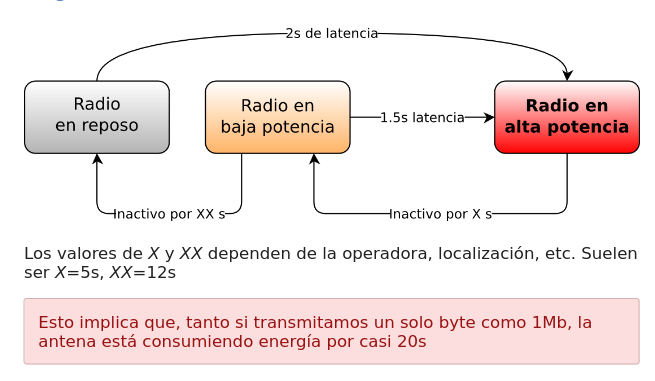 2s de latencia
Radio
en reposo
Radio en
baja potencia
1.5s latencia
Radio en
alta potencia
Inactivo por XX s
Inactivo por X s
Los valores de X y XX dependen de la operadora, localización, etc. Suelen
ser X=5s, XX=12s
Esto implica que, tanto si transmitamos un solo byte como 1Mb, la
antena está consumiendo energía por casi 20s